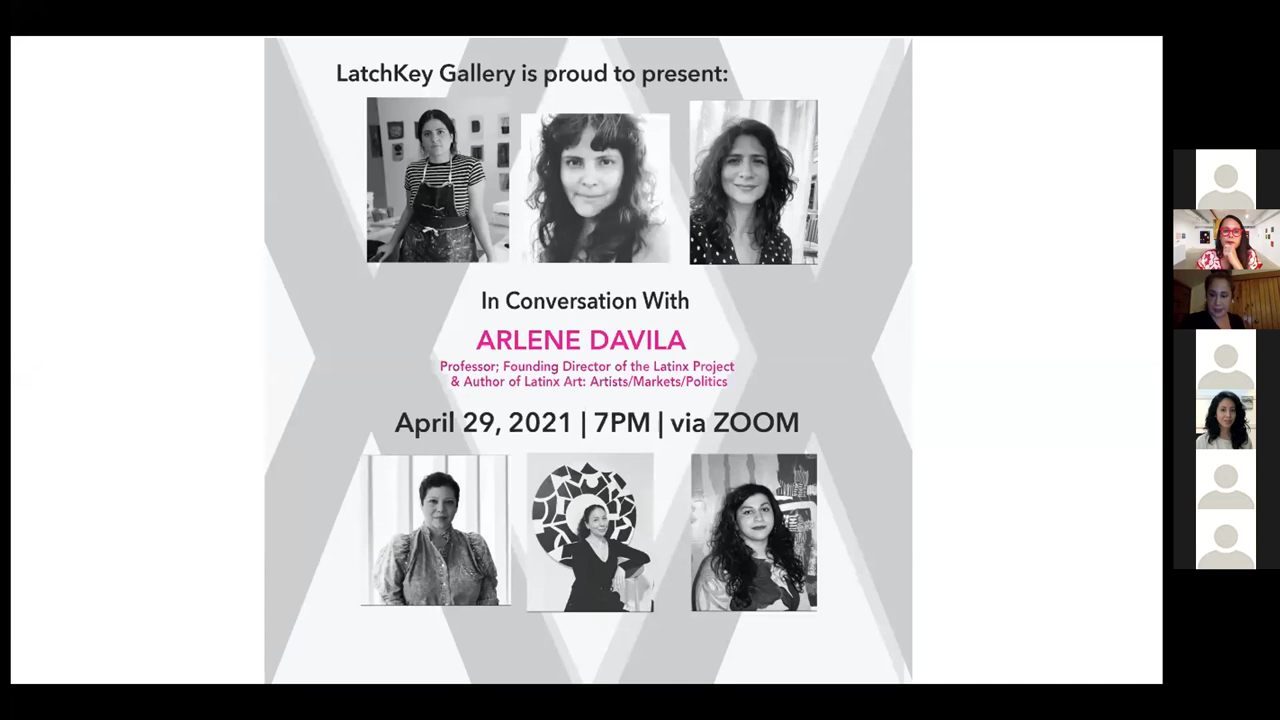 LatchKey Gallery is proud to present:
In Conversation With
ARLENE DAVILA
Professor; Founding Director of the Latinx Project
& Author of Latinx Art: Artists/Markets/Politics
April 29, 2021 | 7PM | via ZOOM